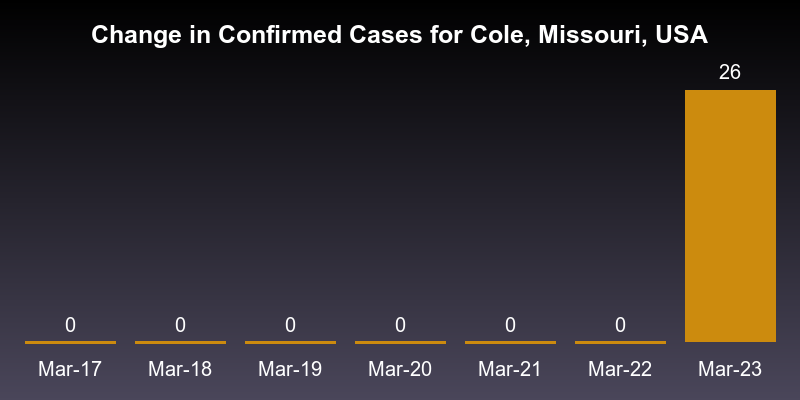 Change in Confirmed Cases for Cole, Missouri, USA
26
0 0 0 0 0 0
Mar-17 Mar-18 Mar-19 Mar-20 Mar-21 Mar-22 Mar-23